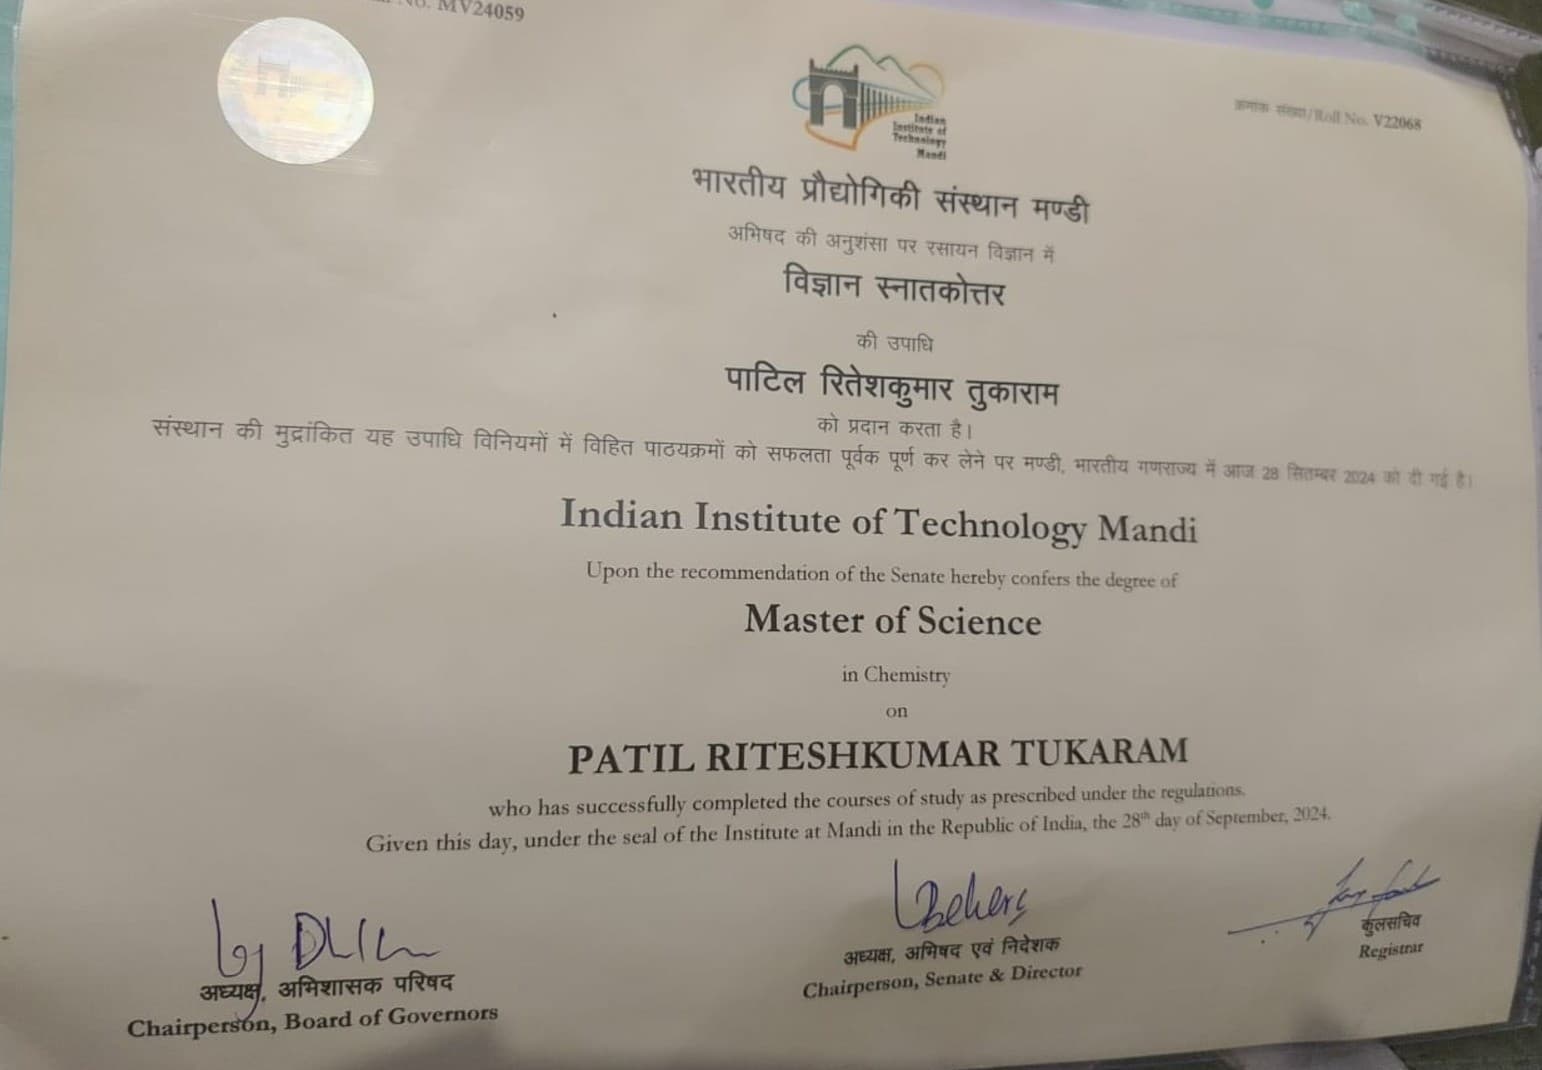 No. MV24059
Indian
Institute of
Technology
Mandi
क्रमांक संख्या/Roll No. V22068
भारतीय प्रौद्योगिकी संस्थान मण्डी
अभिषद की अनुशंसा पर रसायन विज्ञान में
विज्ञान स्नातकोत्तर
की उपाधि
पाटिल रितेशकुमार तुकाराम
को प्रदान करता है।
संस्थान की मुद्रांकित यह उपाधि विनियमों में विहित पाठयक्रमों को सफलता पूर्वक पूर्ण कर लेने पर मण्डी, भारतीय गणराज्य में आज 28 सितम्बर 2024 को दी गई है।
Indian Institute of Technology Mandi
Upon the recommendation of the Senate hereby confers the degree of
Master of Science
in Chemistry
on
PATIL RITESHKUMAR TUKARAM
who has successfully completed the courses of study as prescribed under the regulations.
Given this day, under the seal of the Institute at Mandi in the Republic of India, the 28th day of September, 2024.
अध्यक्ष, अभिशासक परिषद
Chairperson, Board of Governors
अध्यक्ष, अभिषद एवं निदेशक
Chairperson, Senate & Director
कुलसचिव
Registrar